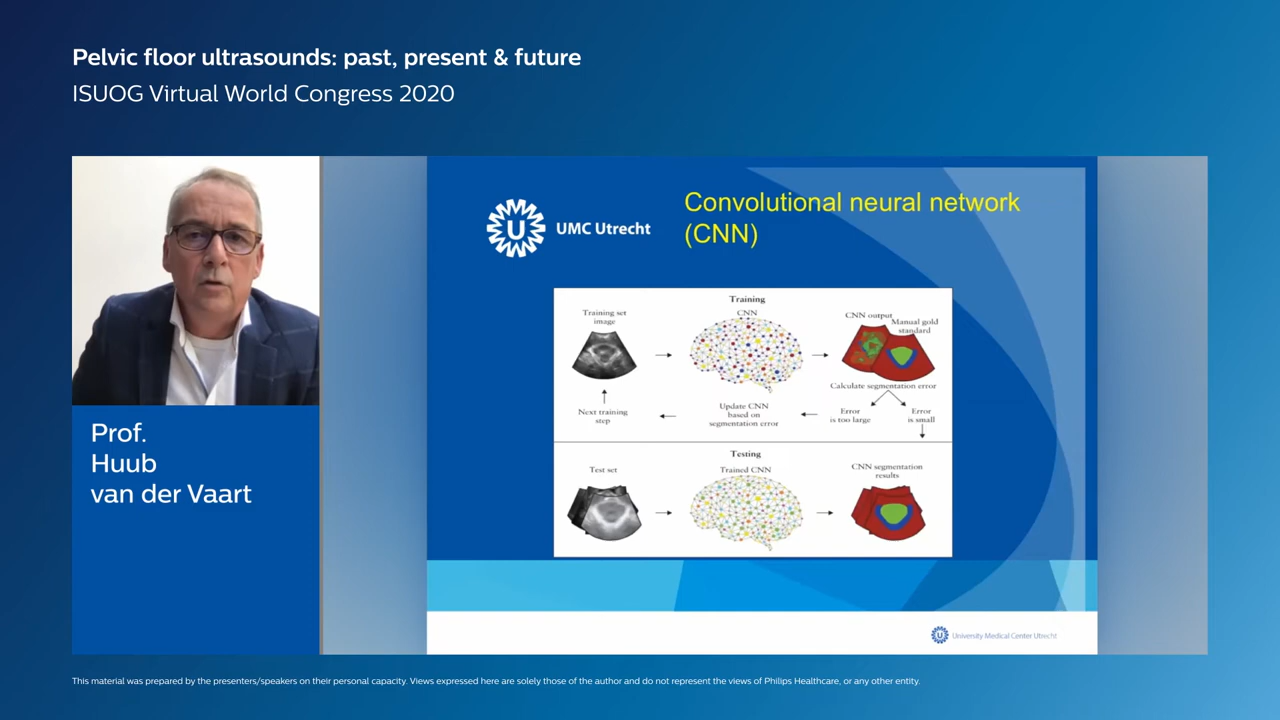 Pelvic floor ultrasounds: past, present & future
ISUOG Virtual World Congress 2020
Prof.
Huub
van der Vaart
U
UMC Utrecht
Convolutional neural network
(CNN)
Training
Training set
image
CNN
CNN output
Manual gold
standard
Calculate segmentation error
Error
is too large
Error
is small
Update CNN
based on
segmentation error
Next training
step
Testing
Test set
Trained CNN
CNN segmentation
results
U
University Medical Center Utrecht
This material was prepared by the presenters/speakers on their personal capacity. Views expressed here are solely those of the author and do not represent the views of Philips Healthcare, or any other entity.